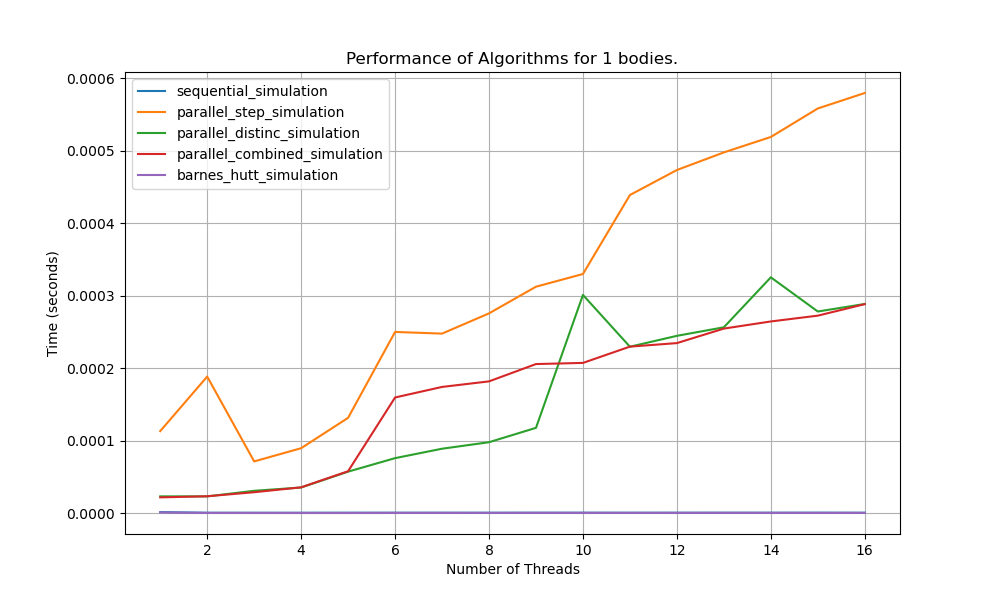 Performance of Algorithms for 1 bodies.
0.0006
0.0005
0.0004
0.0003
0.0002
0.0001
0.0000
Time (seconds)
sequential_simulation
parallel_step_simulation
parallel_distinc_simulation
parallel_combined_simulation
barnes_hutt_simulation
2 4 6 8 10 12 14 16
Number of Threads